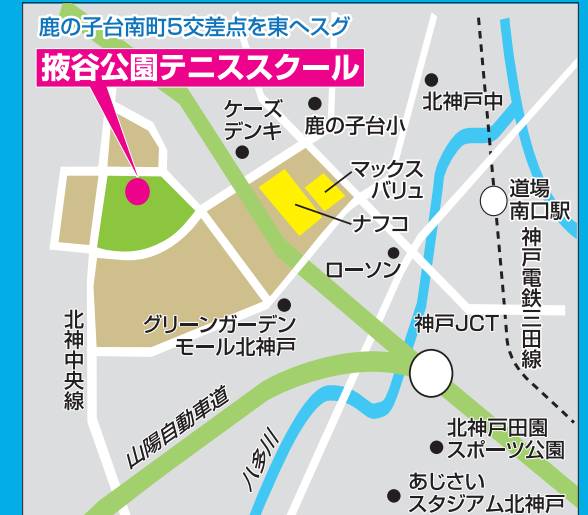 鹿の子台南町5交差点を東へスグ
掖谷公園テニススクール
ケーズ
デンキ
鹿の子台小
北神戸中
マックス
バリュ
道場
南口駅
ナフコ
ローソン
神戸電鉄三田線
グリーンガーデン
モール北神戸
神戸JCT
北神中央線
山陽自動車道
八多川
北神戸田園
スポーツ公園
あじさい
スタジアム北神戸